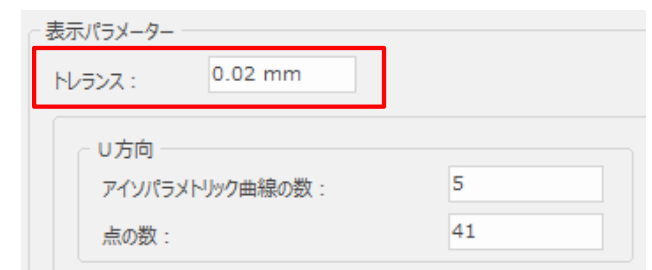 表示パラメーター
トレランス : 0.02 mm
U方向
アイソパラメトリック曲線の数 : 5
点の数 : 41